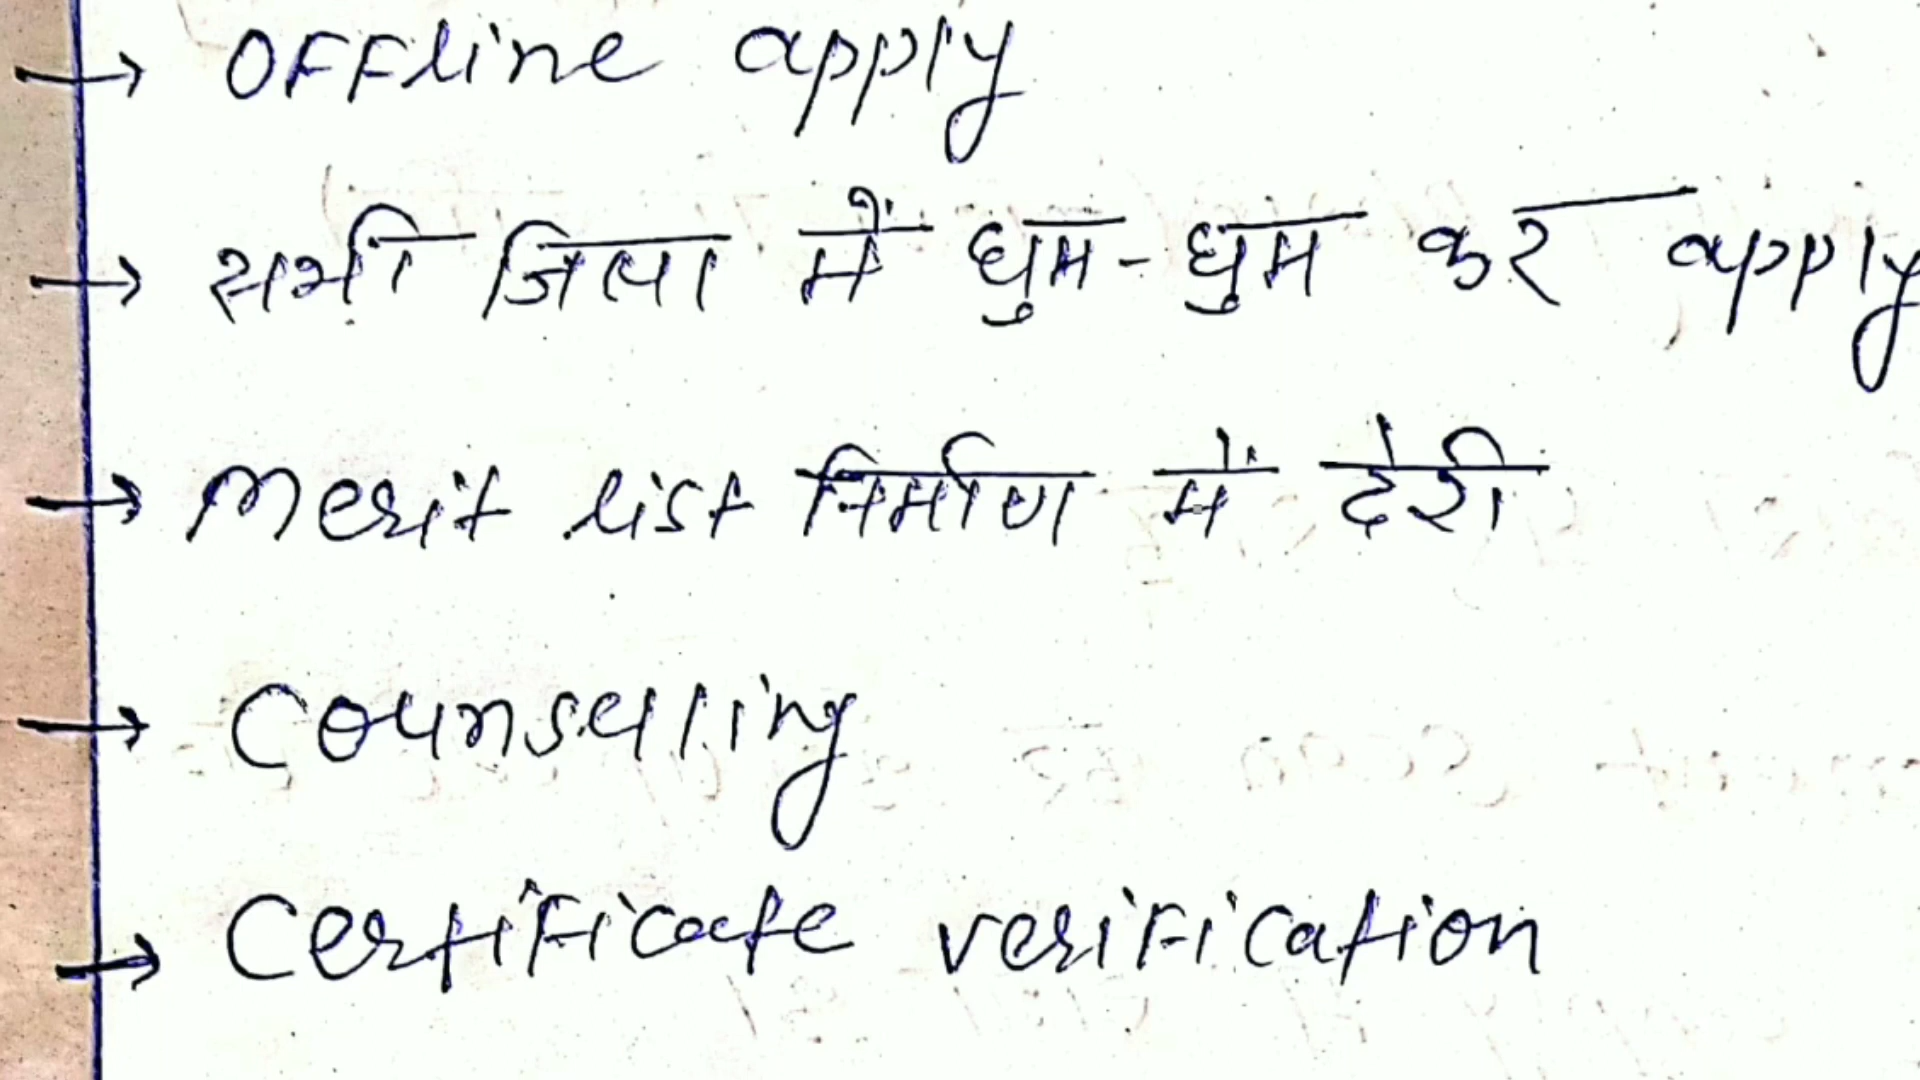 → OFFline apply
→ सभी जिला में घुम-घुम कर apply
→ Merit list निर्माण में देरी
→ Counselling
→ Certificate verification